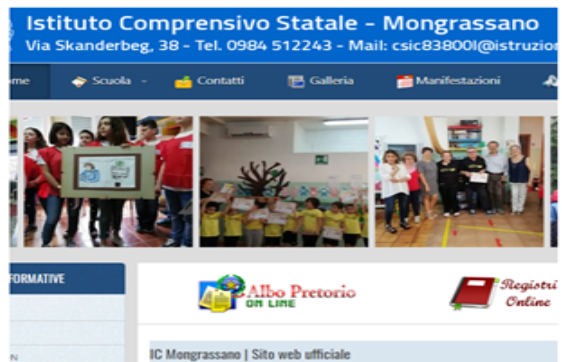 Istituto Comprensivo Statale - Mongrassano
Via Skanderbeg, 38 - Tel. 0984 512243 - Mail: csic83800l@istruzion
ome Scuola - Contatti Galleria Manifestazioni
FORMATIVE
Albo Pretorio
ON LINE
Registri
Online
N
IC Mongrassano | Sito web ufficiale